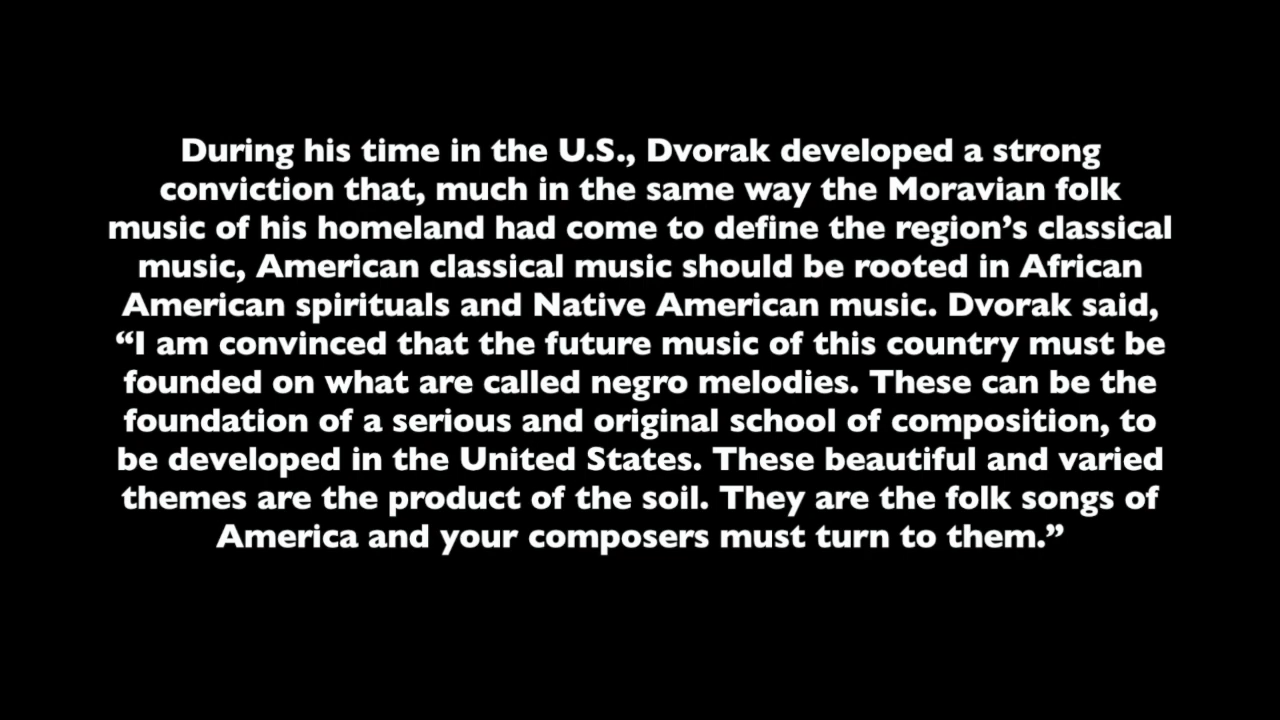 During his time in the U.S., Dvorak developed a strong
conviction that, much in the same way the Moravian folk
music of his homeland had come to define the region’s classical
music, American classical music should be rooted in African
American spirituals and Native American music. Dvorak said,
“I am convinced that the future music of this country must be
founded on what are called negro melodies. These can be the
foundation of a serious and original school of composition, to
be developed in the United States. These beautiful and varied
themes are the product of the soil. They are the folk songs of
America and your composers must turn to them.”